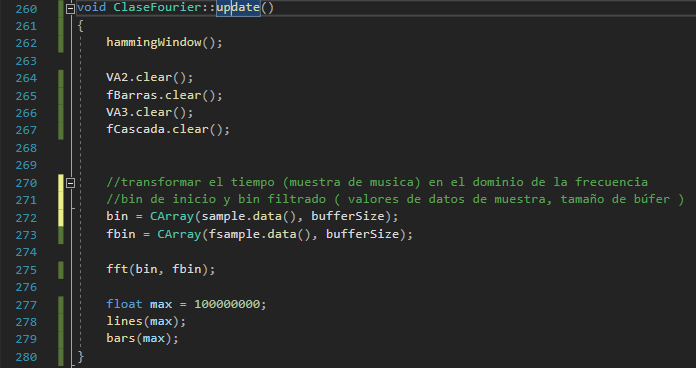 260 void ClaseFourier::update()
261 {
262 hammingWindow();
263
264 VA2.clear();
265 fBarras.clear();
266 VA3.clear();
267 fCascada.clear();
268
269
270 //transformar el tiempo (muestra de musica) en el dominio de la frecuencia
271 //bin de inicio y bin filtrado ( valores de datos de muestra, tamaño de búfer )
272 bin = CArray(sample.data(), bufferSize);
273 fbin = CArray(fsample.data(), bufferSize);
274
275 fft(bin, fbin);
276
277 float max = 100000000;
278 lines(max);
279 bars(max);
280 }